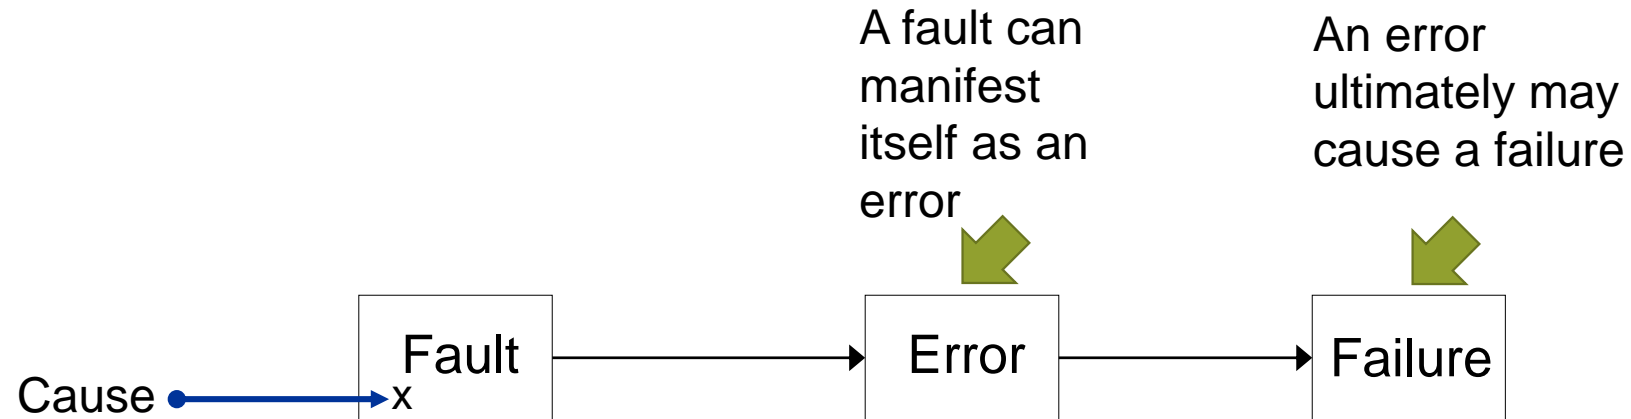 A fault can
manifest
itself as an
error
An error
ultimately may
cause a failure
Fault
Error
Failure
Cause
x